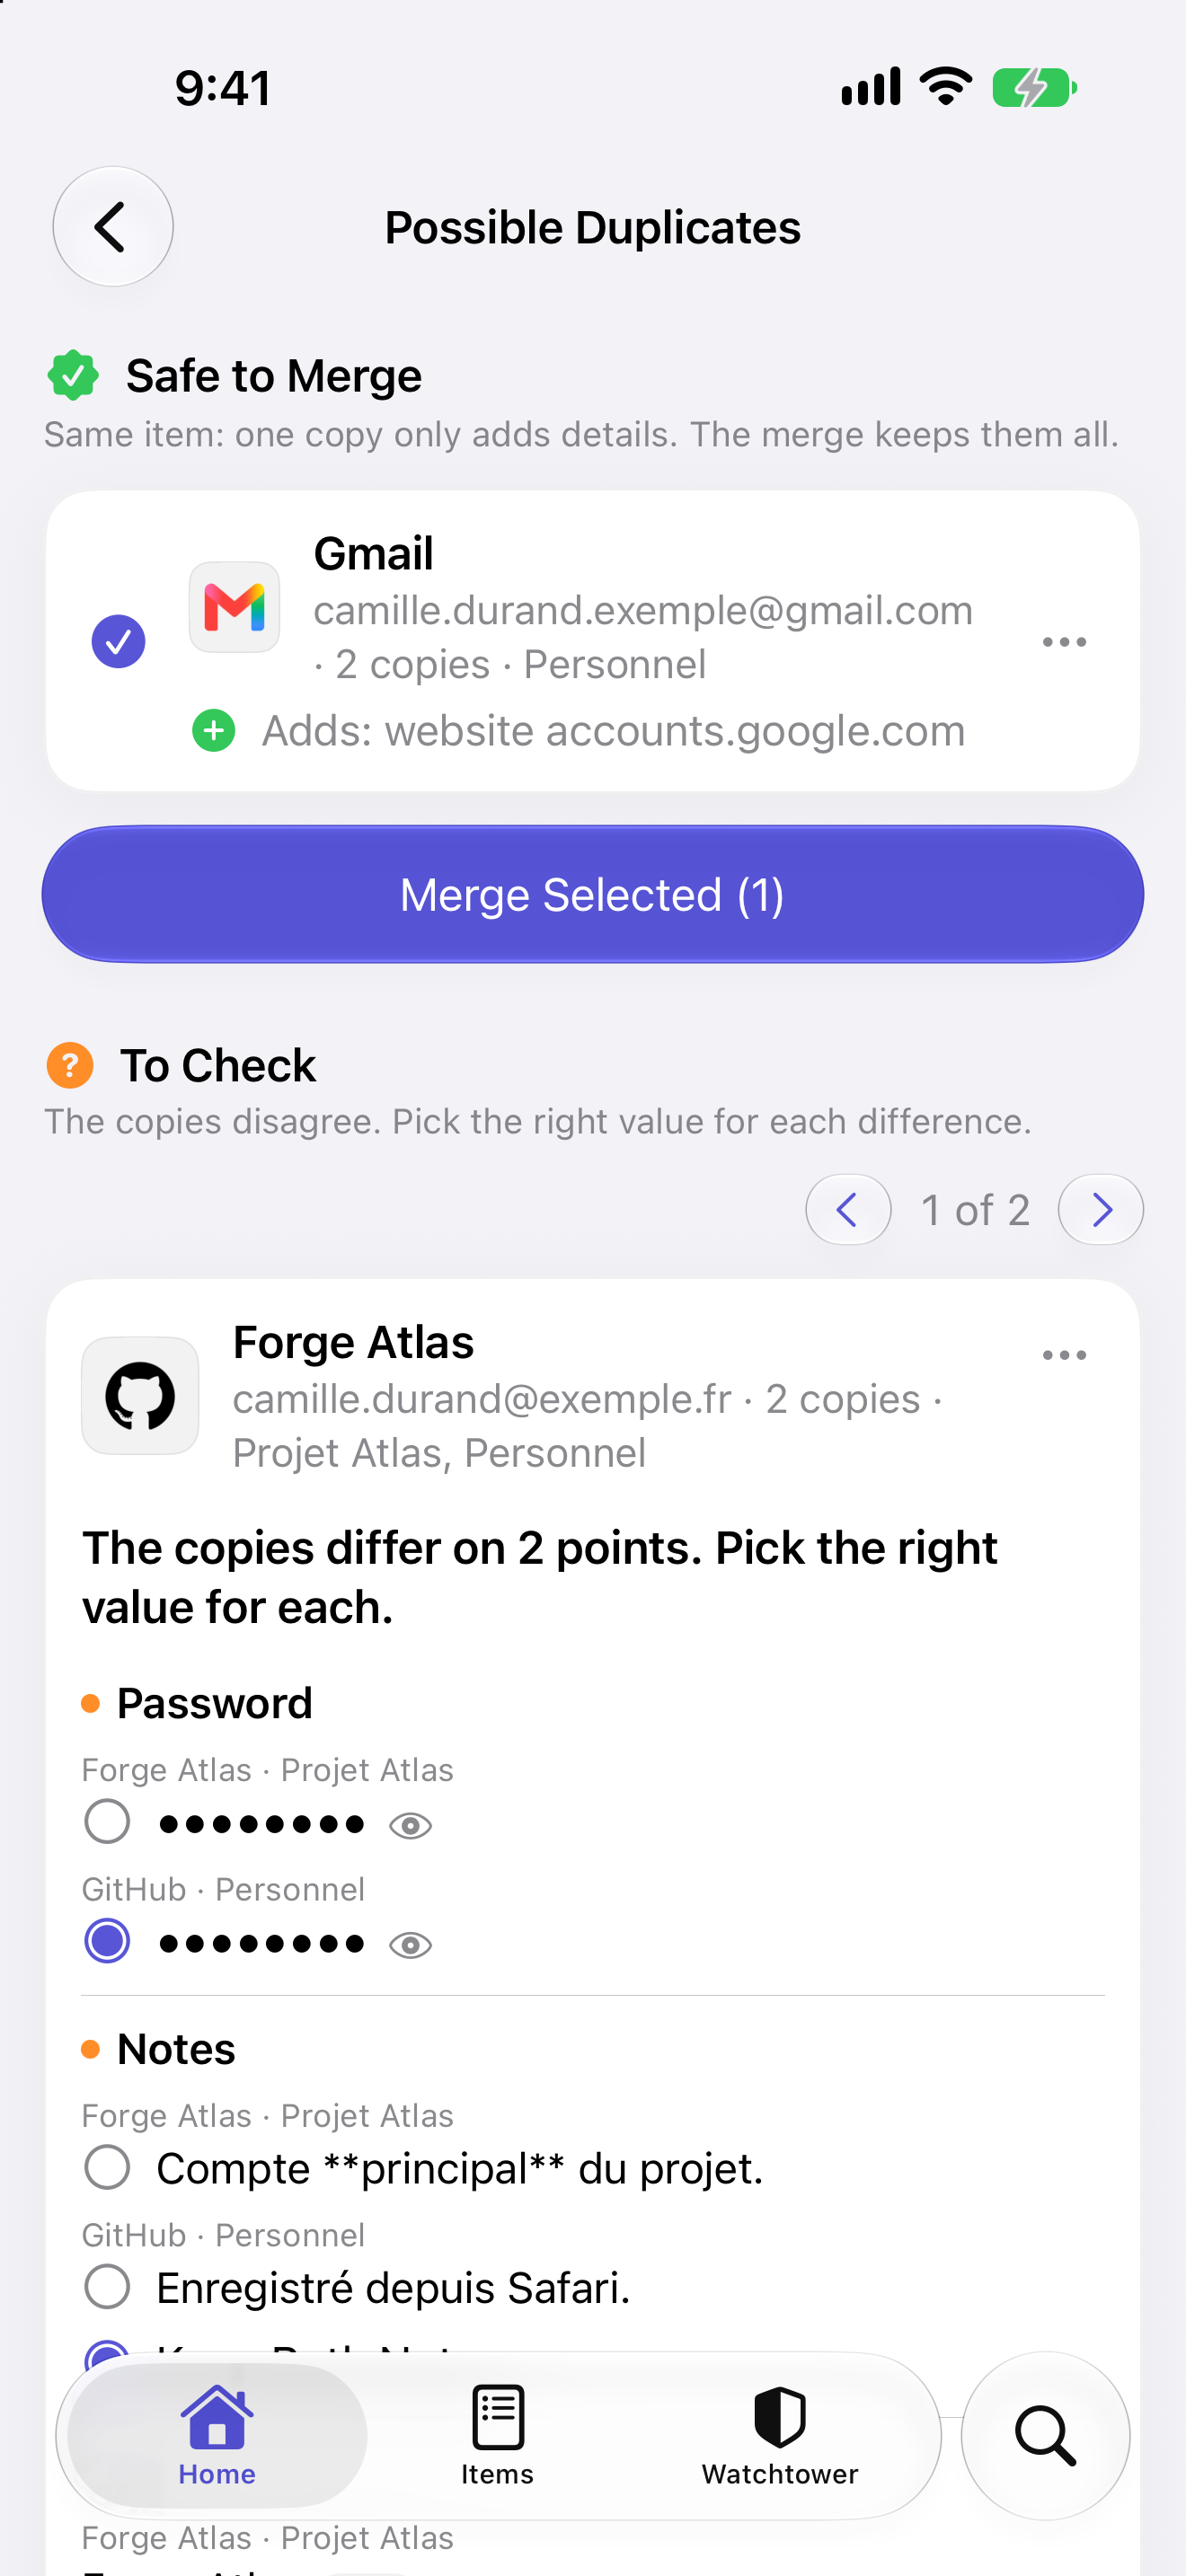 9:41
Possible Duplicates
Safe to Merge
Same item: one copy only adds details. The merge keeps them all.
Gmail
camille.durand.exemple@gmail.com
· 2 copies · Personnel
Adds: website accounts.google.com
Merge Selected (1)
To Check
The copies disagree. Pick the right value for each difference.
1 of 2
Forge Atlas
camille.durand@exemple.fr · 2 copies ·
Projet Atlas, Personnel
The copies differ on 2 points. Pick the right
value for each.
Password
Forge Atlas · Projet Atlas
••••••••
GitHub · Personnel
••••••••
Notes
Forge Atlas · Projet Atlas
Compte **principal** du projet.
GitHub · Personnel
Enregistré depuis Safari.
Home
Items
Watchtower
Forge Atlas · Projet Atlas